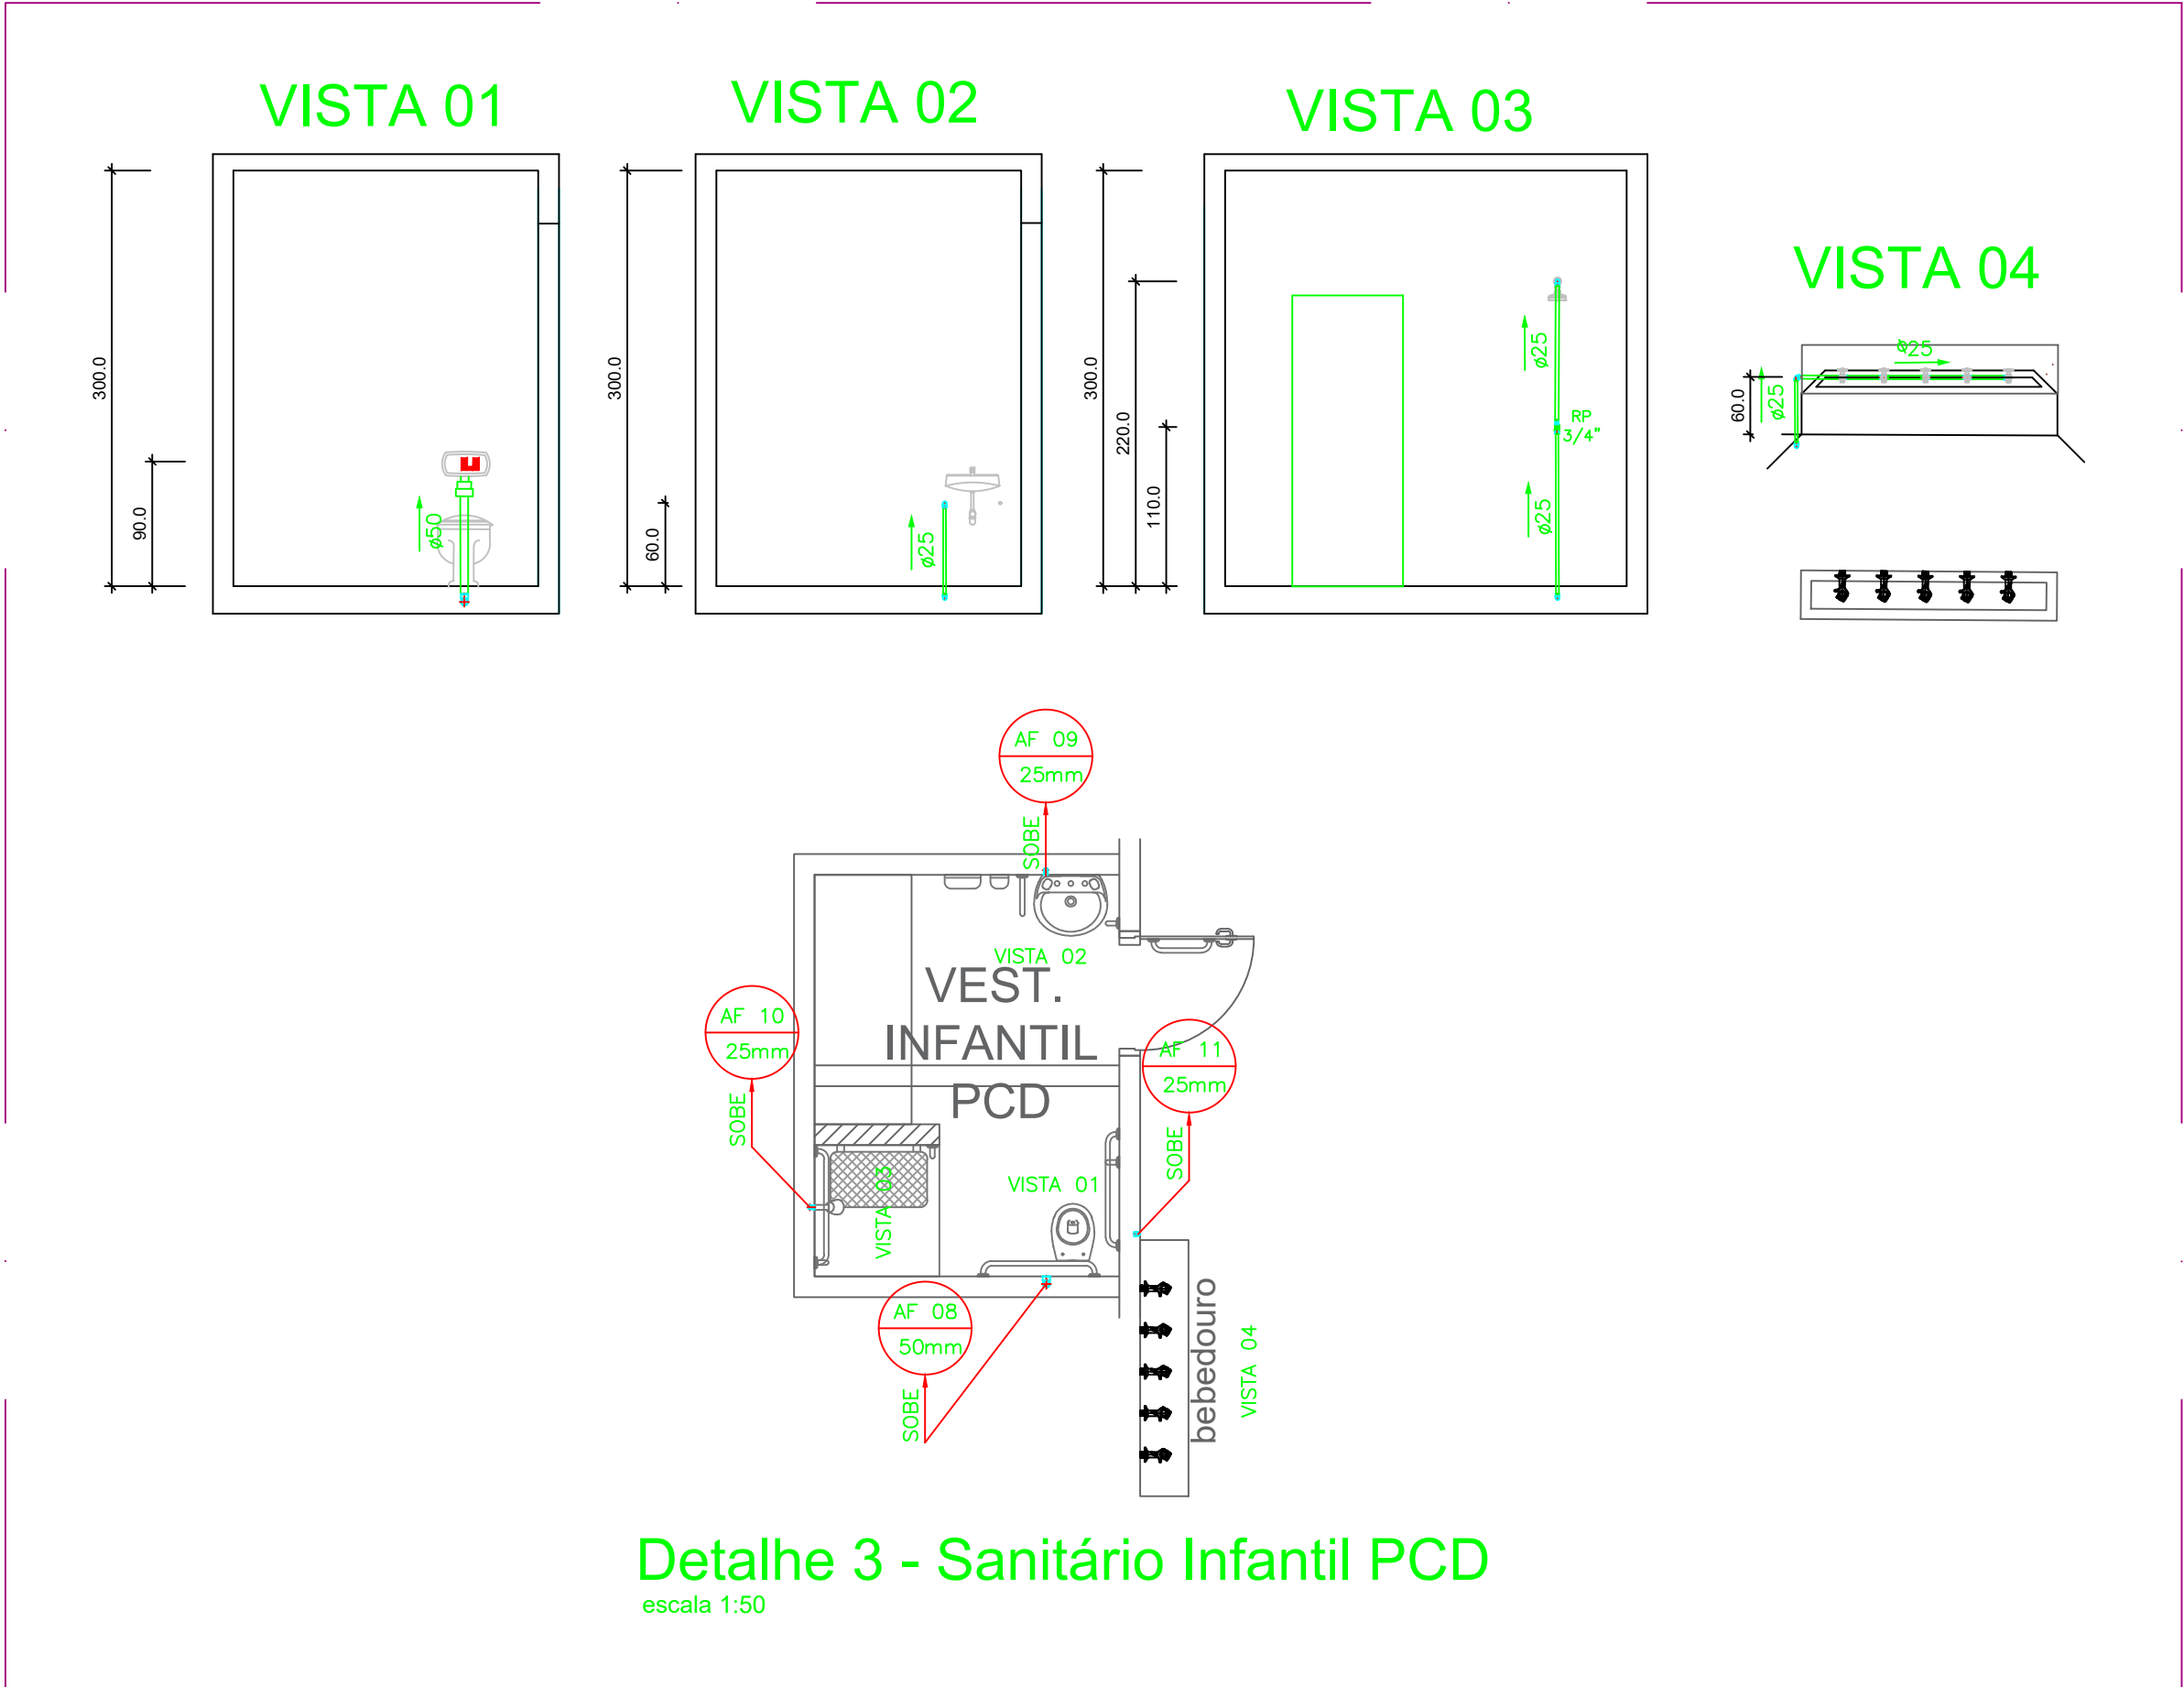 VISTA 01
VISTA 02
VISTA 03
VISTA 04
300.0
90.0
ø50
300.0
60.0
ø25
300.0
220.0
110.0
ø25
RP
3/4"
ø25
60.0
ø25
ø25
AF 09
25mm
SOBE
VISTA 02
VEST.
INFANTIL
PCD
AF 10
25mm
SOBE
AF 11
25mm
SOBE
VISTA 03
VISTA 01
AF 08
50mm
SOBE
bebedouro
VISTA 04
Detalhe 3 - Sanitário Infantil PCD
escala 1:50